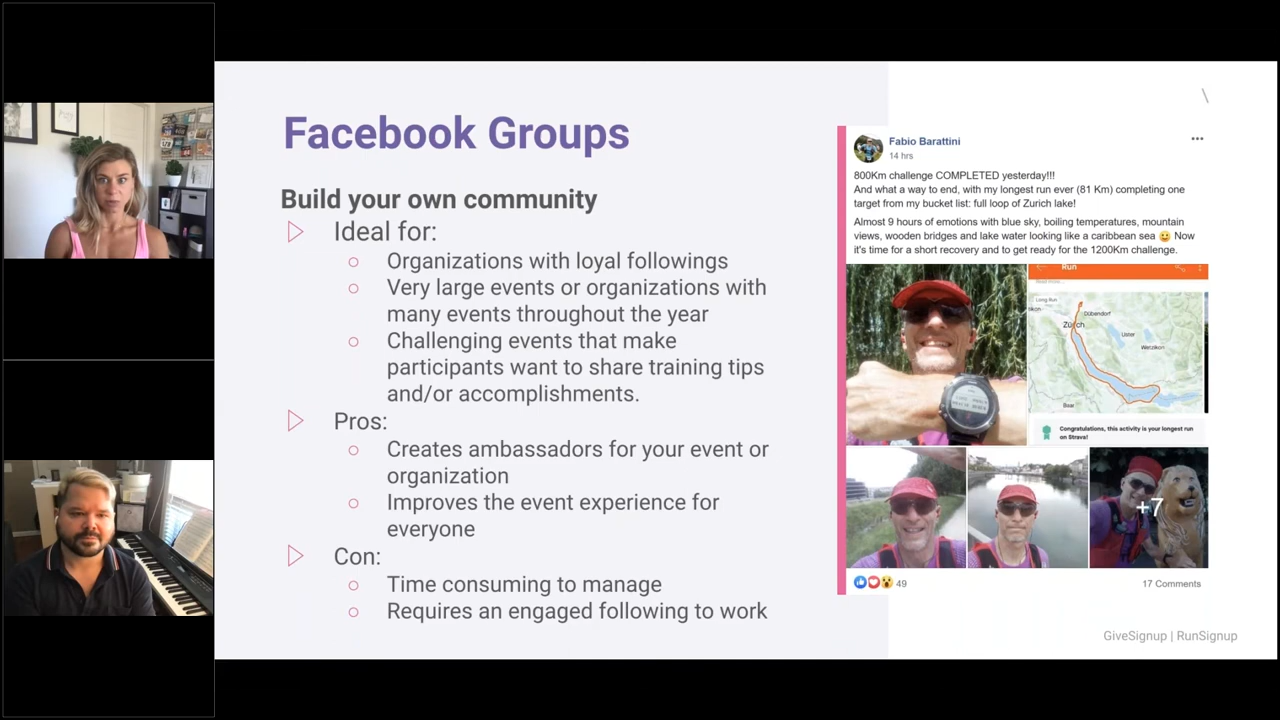 Facebook Groups
Build your own community
Ideal for:
Organizations with loyal followings
Very large events or organizations with
many events throughout the year
Challenging events that make
participants want to share training tips
and/or accomplishments.
Pros:
Creates ambassadors for your event or
organization
Improves the event experience for
everyone
Con:
Time consuming to manage
Requires an engaged following to work
Fabio Barattini
14 hrs
800Km challenge COMPLETED yesterday!!!
And what a way to end, with my longest run ever (81 Km) completing one
target from my bucket list: full loop of Zurich lake!
Almost 9 hours of emotions with blue sky, boiling temperatures, mountain
views, wooden bridges and lake water looking like a caribbean sea 🙂 Now
it's time for a short recovery and to get ready for the 1200Km challenge.
Run
Long Run
Dübendorf
Zürich
Uster
Wetzikon
Baar
Congratulations, this activity is your longest run
on Strava!
+7
49
17 Comments
GiveSignup | RunSignup